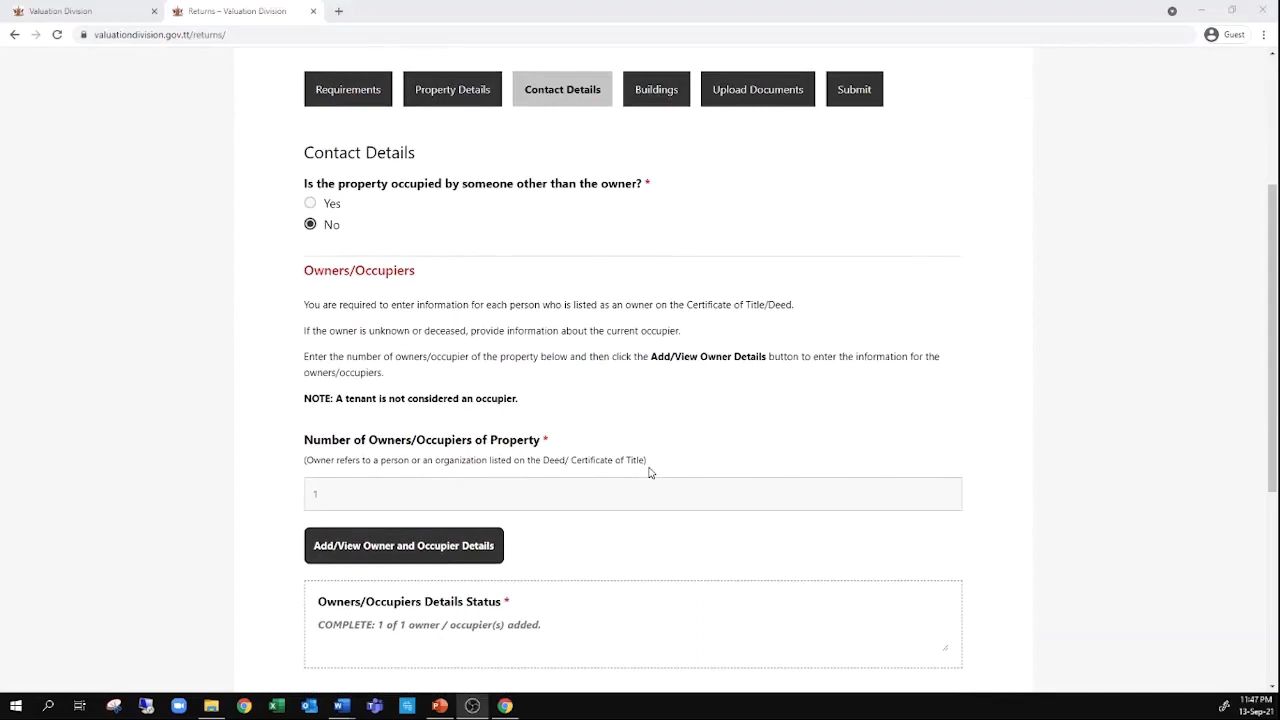 Valuation Division
Returns – Valuation Division
valuationdivision.gov.tt/returns/
Guest
Requirements
Property Details
Contact Details
Buildings
Upload Documents
Submit
Contact Details
Is the property occupied by someone other than the owner? *
Yes
No
Owners/Occupiers
You are required to enter information for each person who is listed as an owner on the Certificate of Title/Deed.
If the owner is unknown or deceased, provide information about the current occupier.
Enter the number of owners/occupier of the property below and then click the Add/View Owner Details button to enter the information for the
owners/occupiers.
NOTE: A tenant is not considered an occupier.
Number of Owners/Occupiers of Property *
(Owner refers to a person or an organization listed on the Deed/ Certificate of Title)
1
Add/View Owner and Occupier Details
Owners/Occupiers Details Status *
COMPLETE: 1 of 1 owner / occupier(s) added.
11:47 PM
13-Sep-21